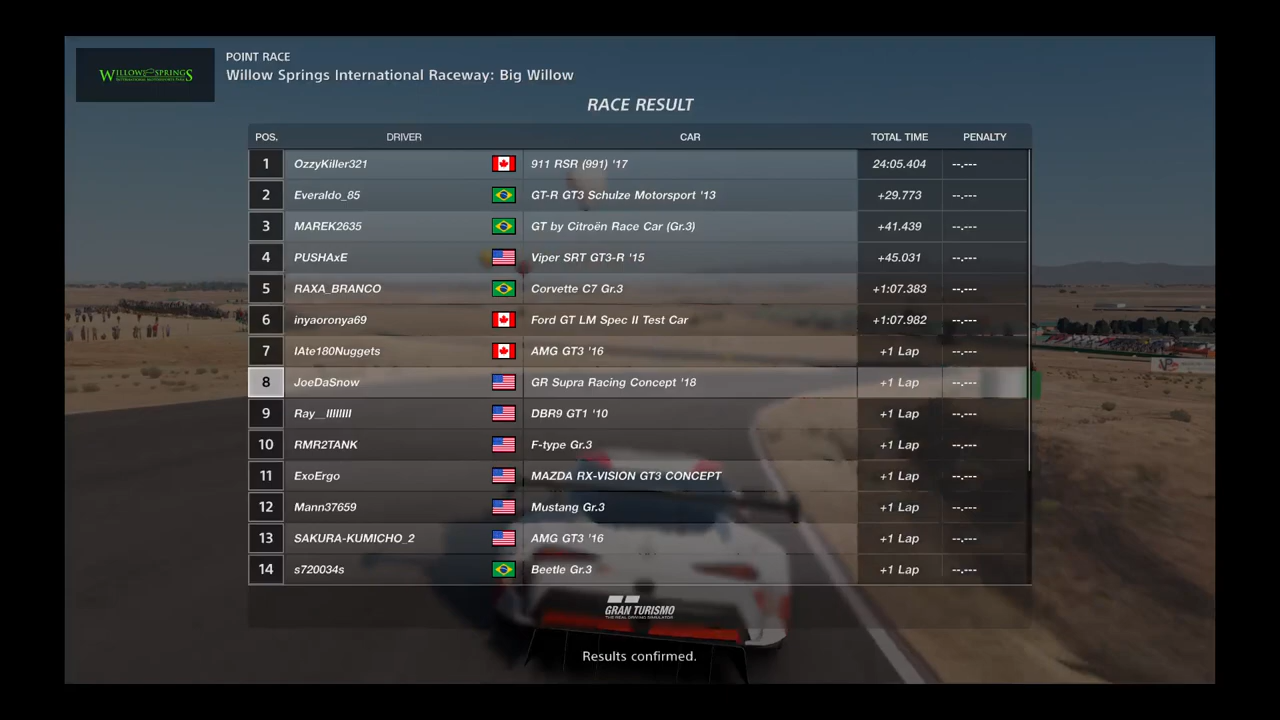 WILLOW SPRINGS
POINT RACE
Willow Springs International Raceway: Big Willow
RACE RESULT
POS. DRIVER CAR TOTAL TIME PENALTY
1 OzzyKiller321 911 RSR (991) '17 24:05.404 --.---
2 Everaldo_85 GT-R GT3 Schulze Motorsport '13 +29.773 --.---
3 MAREK2635 GT by Citroën Race Car (Gr.3) +41.439 --.---
4 PUSHAxE Viper SRT GT3-R '15 +45.031 --.---
5 RAXA_BRANCO Corvette C7 Gr.3 +1:07.383 --.---
6 inyaoronya69 Ford GT LM Spec II Test Car +1:07.982 --.---
7 IAte180Nuggets AMG GT3 '16 +1 Lap --.---
8 JoeDaSnow GR Supra Racing Concept '18 +1 Lap --.---
9 Ray__IIIIIIII DBR9 GT1 '10 +1 Lap --.---
10 RMR2TANK F-type Gr.3 +1 Lap --.---
11 ExoErgo MAZDA RX-VISION GT3 CONCEPT +1 Lap --.---
12 Mann37659 Mustang Gr.3 +1 Lap --.---
13 SAKURA-KUMICHO_2 AMG GT3 '16 +1 Lap --.---
14 s720034s Beetle Gr.3 +1 Lap --.---
GRAN TURISMO
THE REAL DRIVING SIMULATOR
Results confirmed.